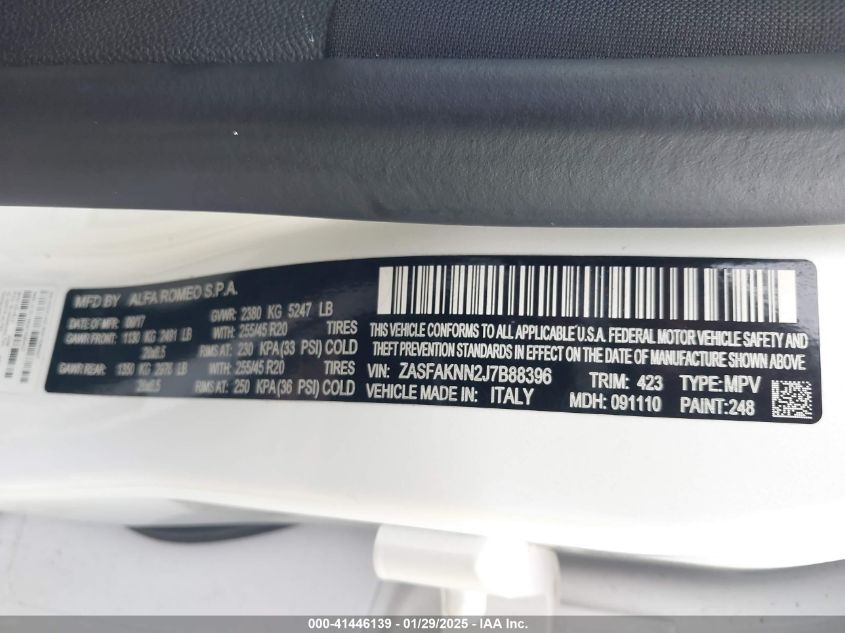 MFD BY ALFA ROMEO S.P.A.
DATE OF MFR 09/17 GVWR: 2380 KG 5247 LB
GAWR FRONT: 1130 KG 2491 LB WITH: 255/45 R20 TIRES
20x8.5 RIMS AT: 230 KPA(33 PSI) COLD
GAWR REAR: 1350 KG 2976 LB WITH: 255/45 R20 TIRES
20x8.5 RIMS AT: 250 KPA(36 PSI) COLD
THIS VEHICLE CONFORMS TO ALL APPLICABLE U.S.A. FEDERAL MOTOR VEHICLE SAFETY AND
THEFT PREVENTION STANDARDS IN EFFECT ON THE DATE OF MANUFACTURE SHOWN ABOVE.
VIN: ZASFAKNN2J7B88396 TRIM: 423 TYPE: MPV
VEHICLE MADE IN: ITALY MDH: 091110 PAINT: 248
000-41446139 - 01/29/2025 - IAA Inc.